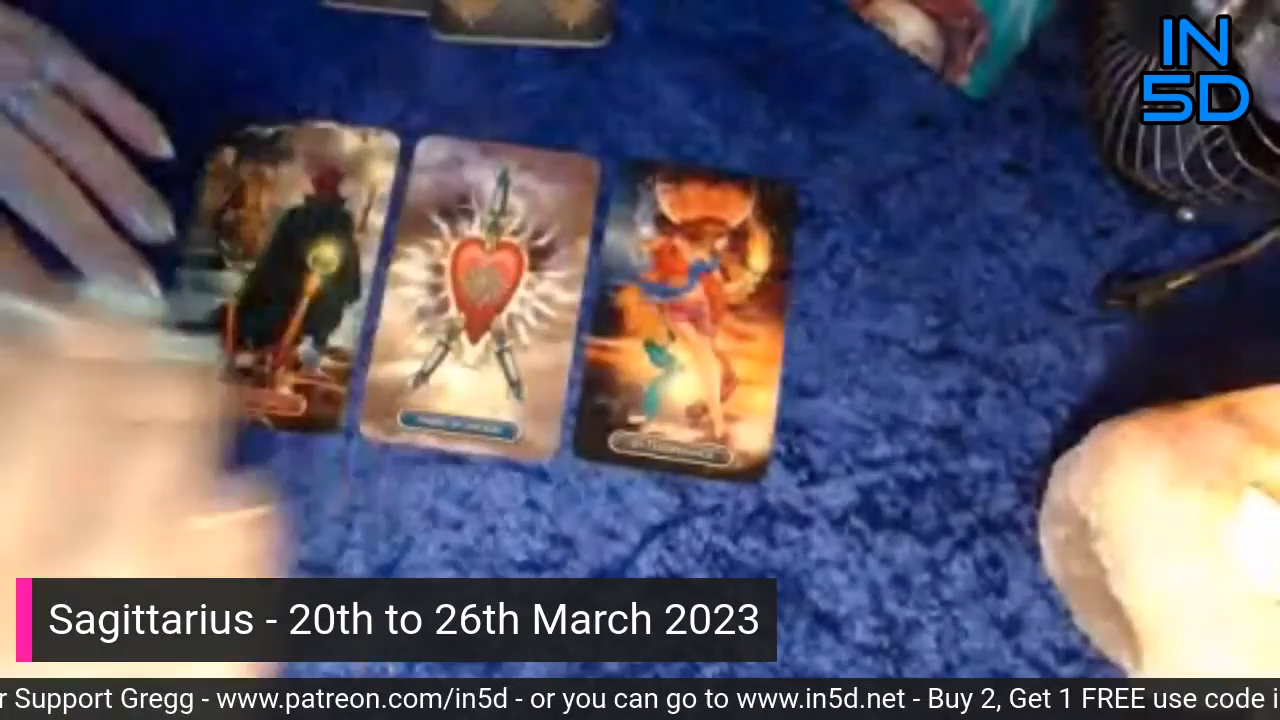 IN
5D
Sagittarius - 20th to 26th March 2023
r Support Gregg - www.patreon.com/in5d - or you can go to www.in5d.net - Buy 2, Get 1 FREE use code i